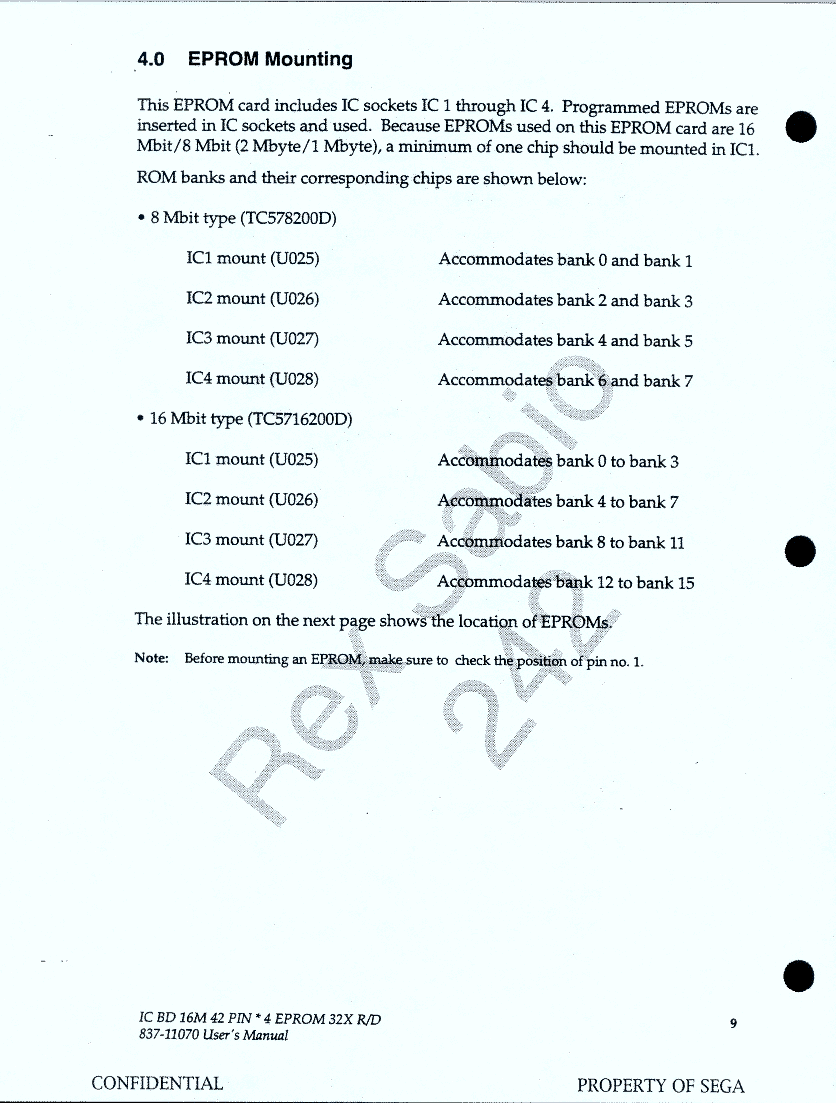 4.0 EPROM Mounting
This EPROM card includes IC sockets IC 1 through IC 4. Programmed EPROMs are
inserted in IC sockets and used. Because EPROMs used on this EPROM card are 16
Mbit/8 Mbit (2 Mbyte/1 Mbyte), a minimum of one chip should be mounted in IC1.
ROM banks and their corresponding chips are shown below:
• 8 Mbit type (TC578200D)
IC1 mount (U025) Accommodates bank 0 and bank 1
IC2 mount (U026) Accommodates bank 2 and bank 3
IC3 mount (U027) Accommodates bank 4 and bank 5
IC4 mount (U028) Accommodates bank 6 and bank 7
• 16 Mbit type (TC5716200D)
IC1 mount (U025) Accommodates bank 0 to bank 3
IC2 mount (U026) Accommodates bank 4 to bank 7
IC3 mount (U027) Accommodates bank 8 to bank 11
IC4 mount (U028) Accommodates bank 12 to bank 15
The illustration on the next page shows the location of EPROMs.
Note: Before mounting an EPROM, make sure to check the position of pin no. 1.
Rex Sabio
242
IC BD 16M 42 PIN * 4 EPROM 32X R/D
837-11070 User's Manual
9
CONFIDENTIAL PROPERTY OF SEGA